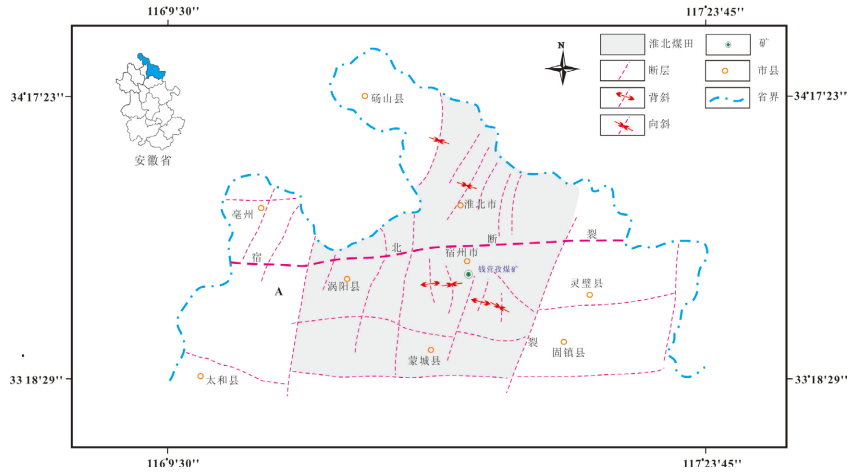 116°9'30''
117°23'45''
34°17'23''
34°17'23''
N
淮北煤田
矿
断层
市县
背斜
省界
向斜
安徽省
砀山县
亳州
淮北市
宿北断裂
宿州市
钱营孜煤矿
A
涡阳县
灵璧县
裂
固镇县
蒙城县
太和县
33°18'29''
33°18'29''
116°9'30''
117°23'45''